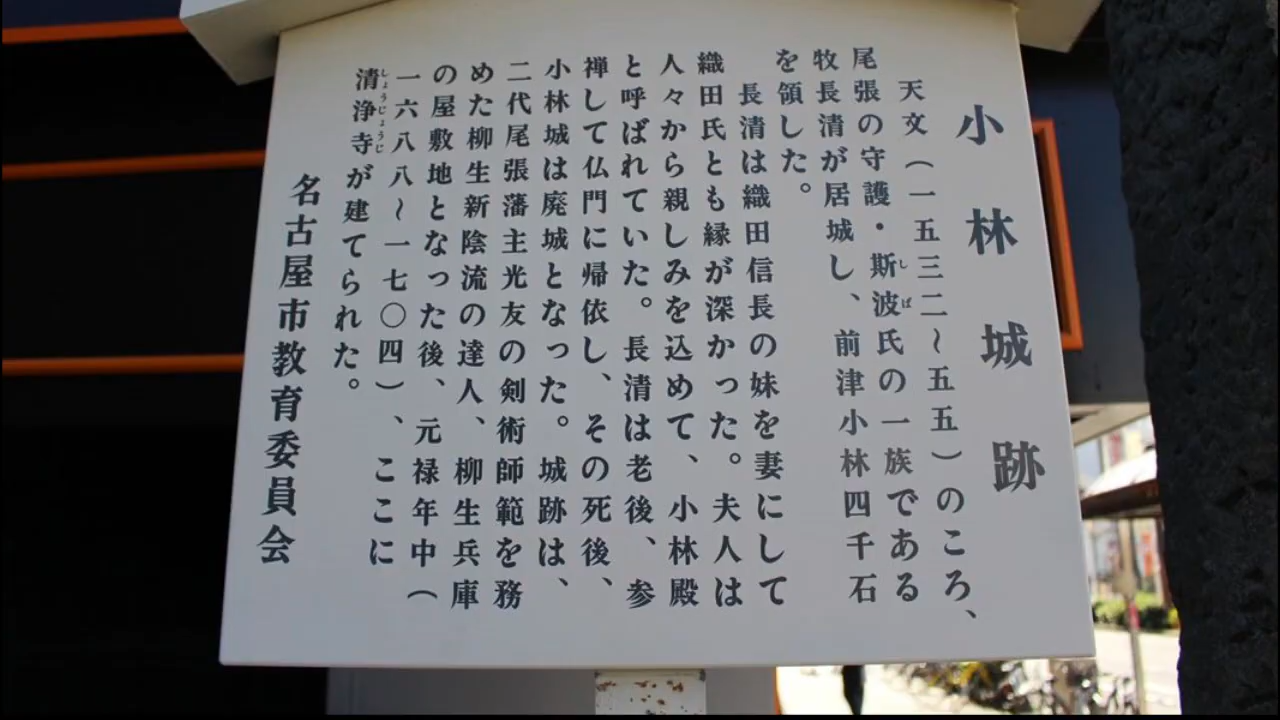 小林城跡
天文（一五三二～五五）のころ、
尾張の守護・斯波氏の一族である
牧長清が居城し、前津小林四千石
を領した。
長清は織田信長の妹を妻にして
織田氏とも縁が深かった。夫人は
人々から親しみを込めて、小林殿
と呼ばれていた。長清は老後、参
禅して仏門に帰依し、その死後、
小林城は廃城となった。城跡は、
二代尾張藩主光友の剣術師範を務
めた柳生新陰流の達人、柳生兵庫
の屋敷地となった後、元禄年中（
一六八八～一七〇四）、ここに
清浄寺が建てられた。
名古屋市教育委員会
しば
しょうじょうじ